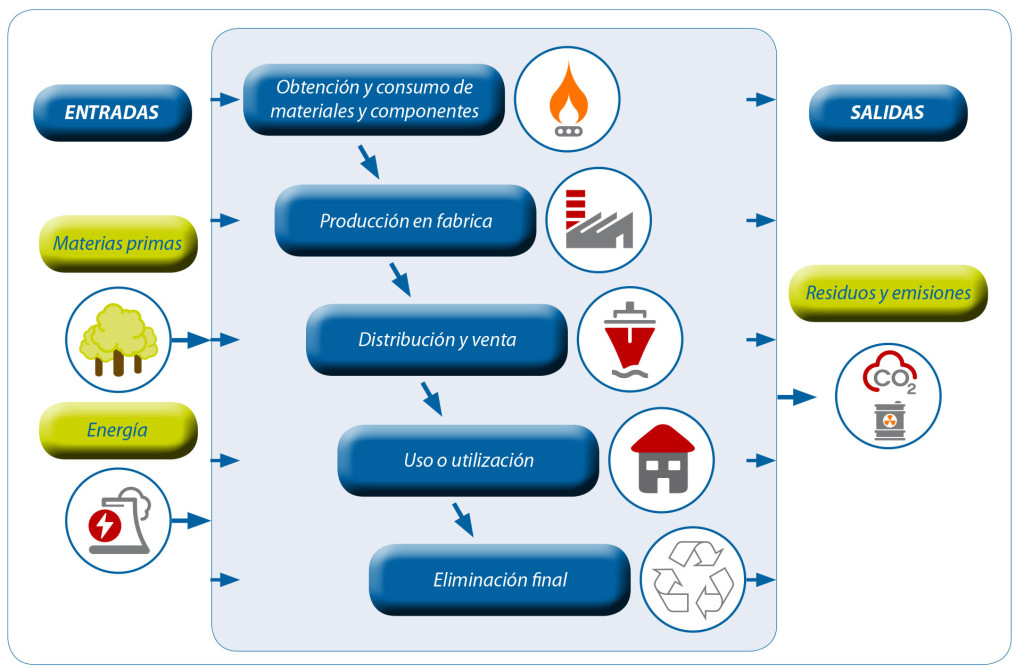 ENTRADAS
Materias primas
Energía
Obtención y consumo de
materiales y componentes
Producción en fabrica
Distribución y venta
Uso o utilización
Eliminación final
SALIDAS
Residuos y emisiones
CO2